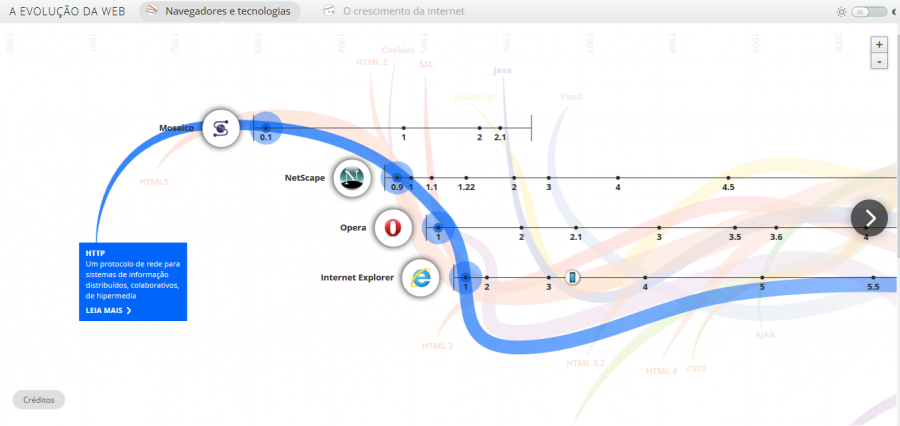 A EVOLUÇÃO DA WEB
Navegadores e tecnologias
O crescimento da Internet
1990
1991
1992
1993
1994
1995
1996
1997
1998
1999
2000
+
-
Cookies
HTML 2
SSL
Java
Javascript
Flash
Mosaico
0.1
1
2
2.1
HTML1
NetScape
N
0.9
1
1.1
1.22
2
3
4
4.5
Opera
1
2
2.1
3
3.5
3.6
4
HTTP
Um protocolo de rede para
sistemas de informação
distribuídos, colaborativos,
de hipermedia
LEIA MAIS
Internet Explorer
1
2
3
4
5
5.5
HTML 3
AJAX
HTML 3.2
HTML 4
CSS2
Créditos